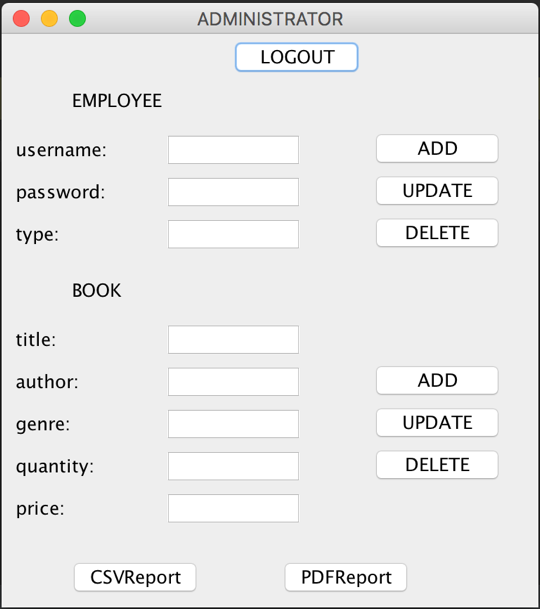 ADMINISTRATOR
LOGOUT
EMPLOYEE
username: ADD
password: UPDATE
type: DELETE
BOOK
title:
author: ADD
genre: UPDATE
quantity: DELETE
price:
CSVReport PDFReport